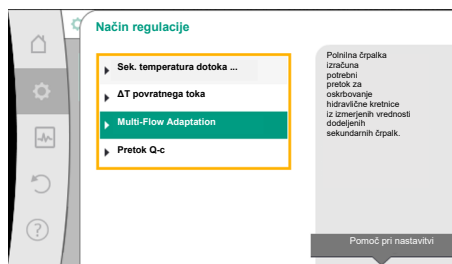 Način regulacije
Sek. temperatura dotoka ...
ΔT povratnega toka
Multi-Flow Adaptation
Pretok Q-c
Polnilna črpalka
izračuna
potrebni
pretok za
oskrbovanje
hidravlične kretnice
iz izmerjenih vrednosti
dodeljenih
sekundarnih črpalk.
Pomoč pri nastavitvi
?